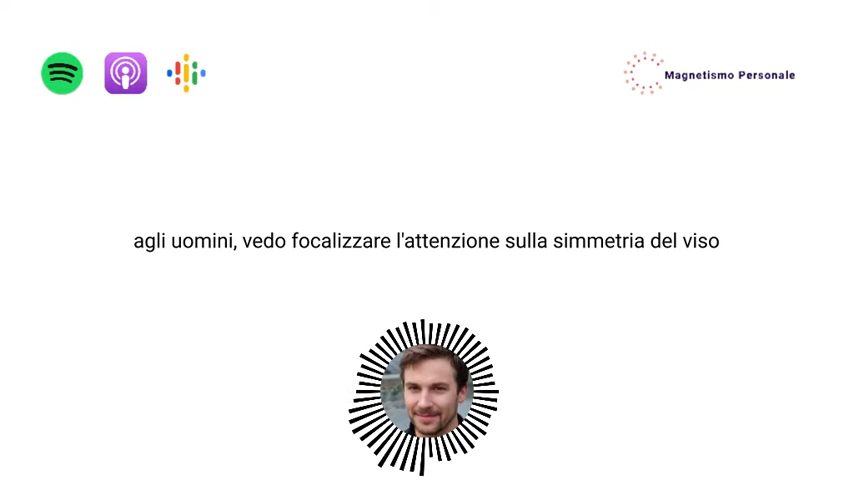 Magnetismo Personale
agli uomini, vedo focalizzare l'attenzione sulla simmetria del viso